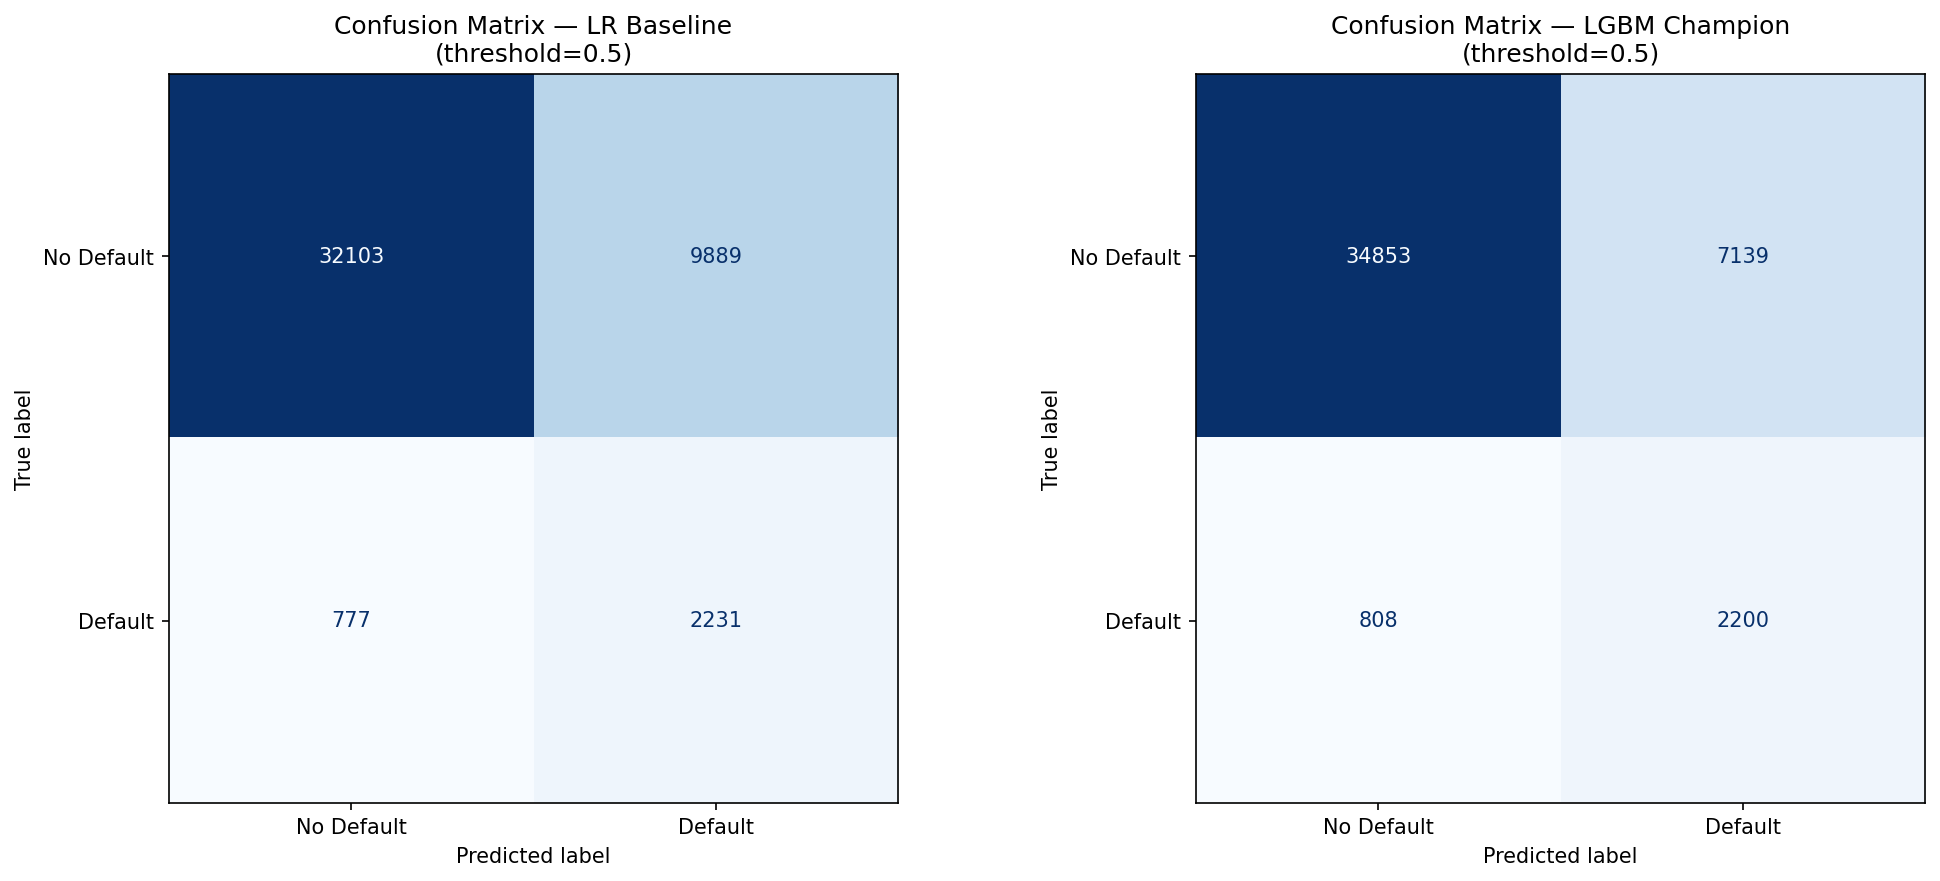 Confusion Matrix — LR Baseline
(threshold=0.5)
True label
No Default
32103
9889
Default
777
2231
No Default
Default
Predicted label
Confusion Matrix — LGBM Champion
(threshold=0.5)
True label
No Default
34853
7139
Default
808
2200
No Default
Default
Predicted label